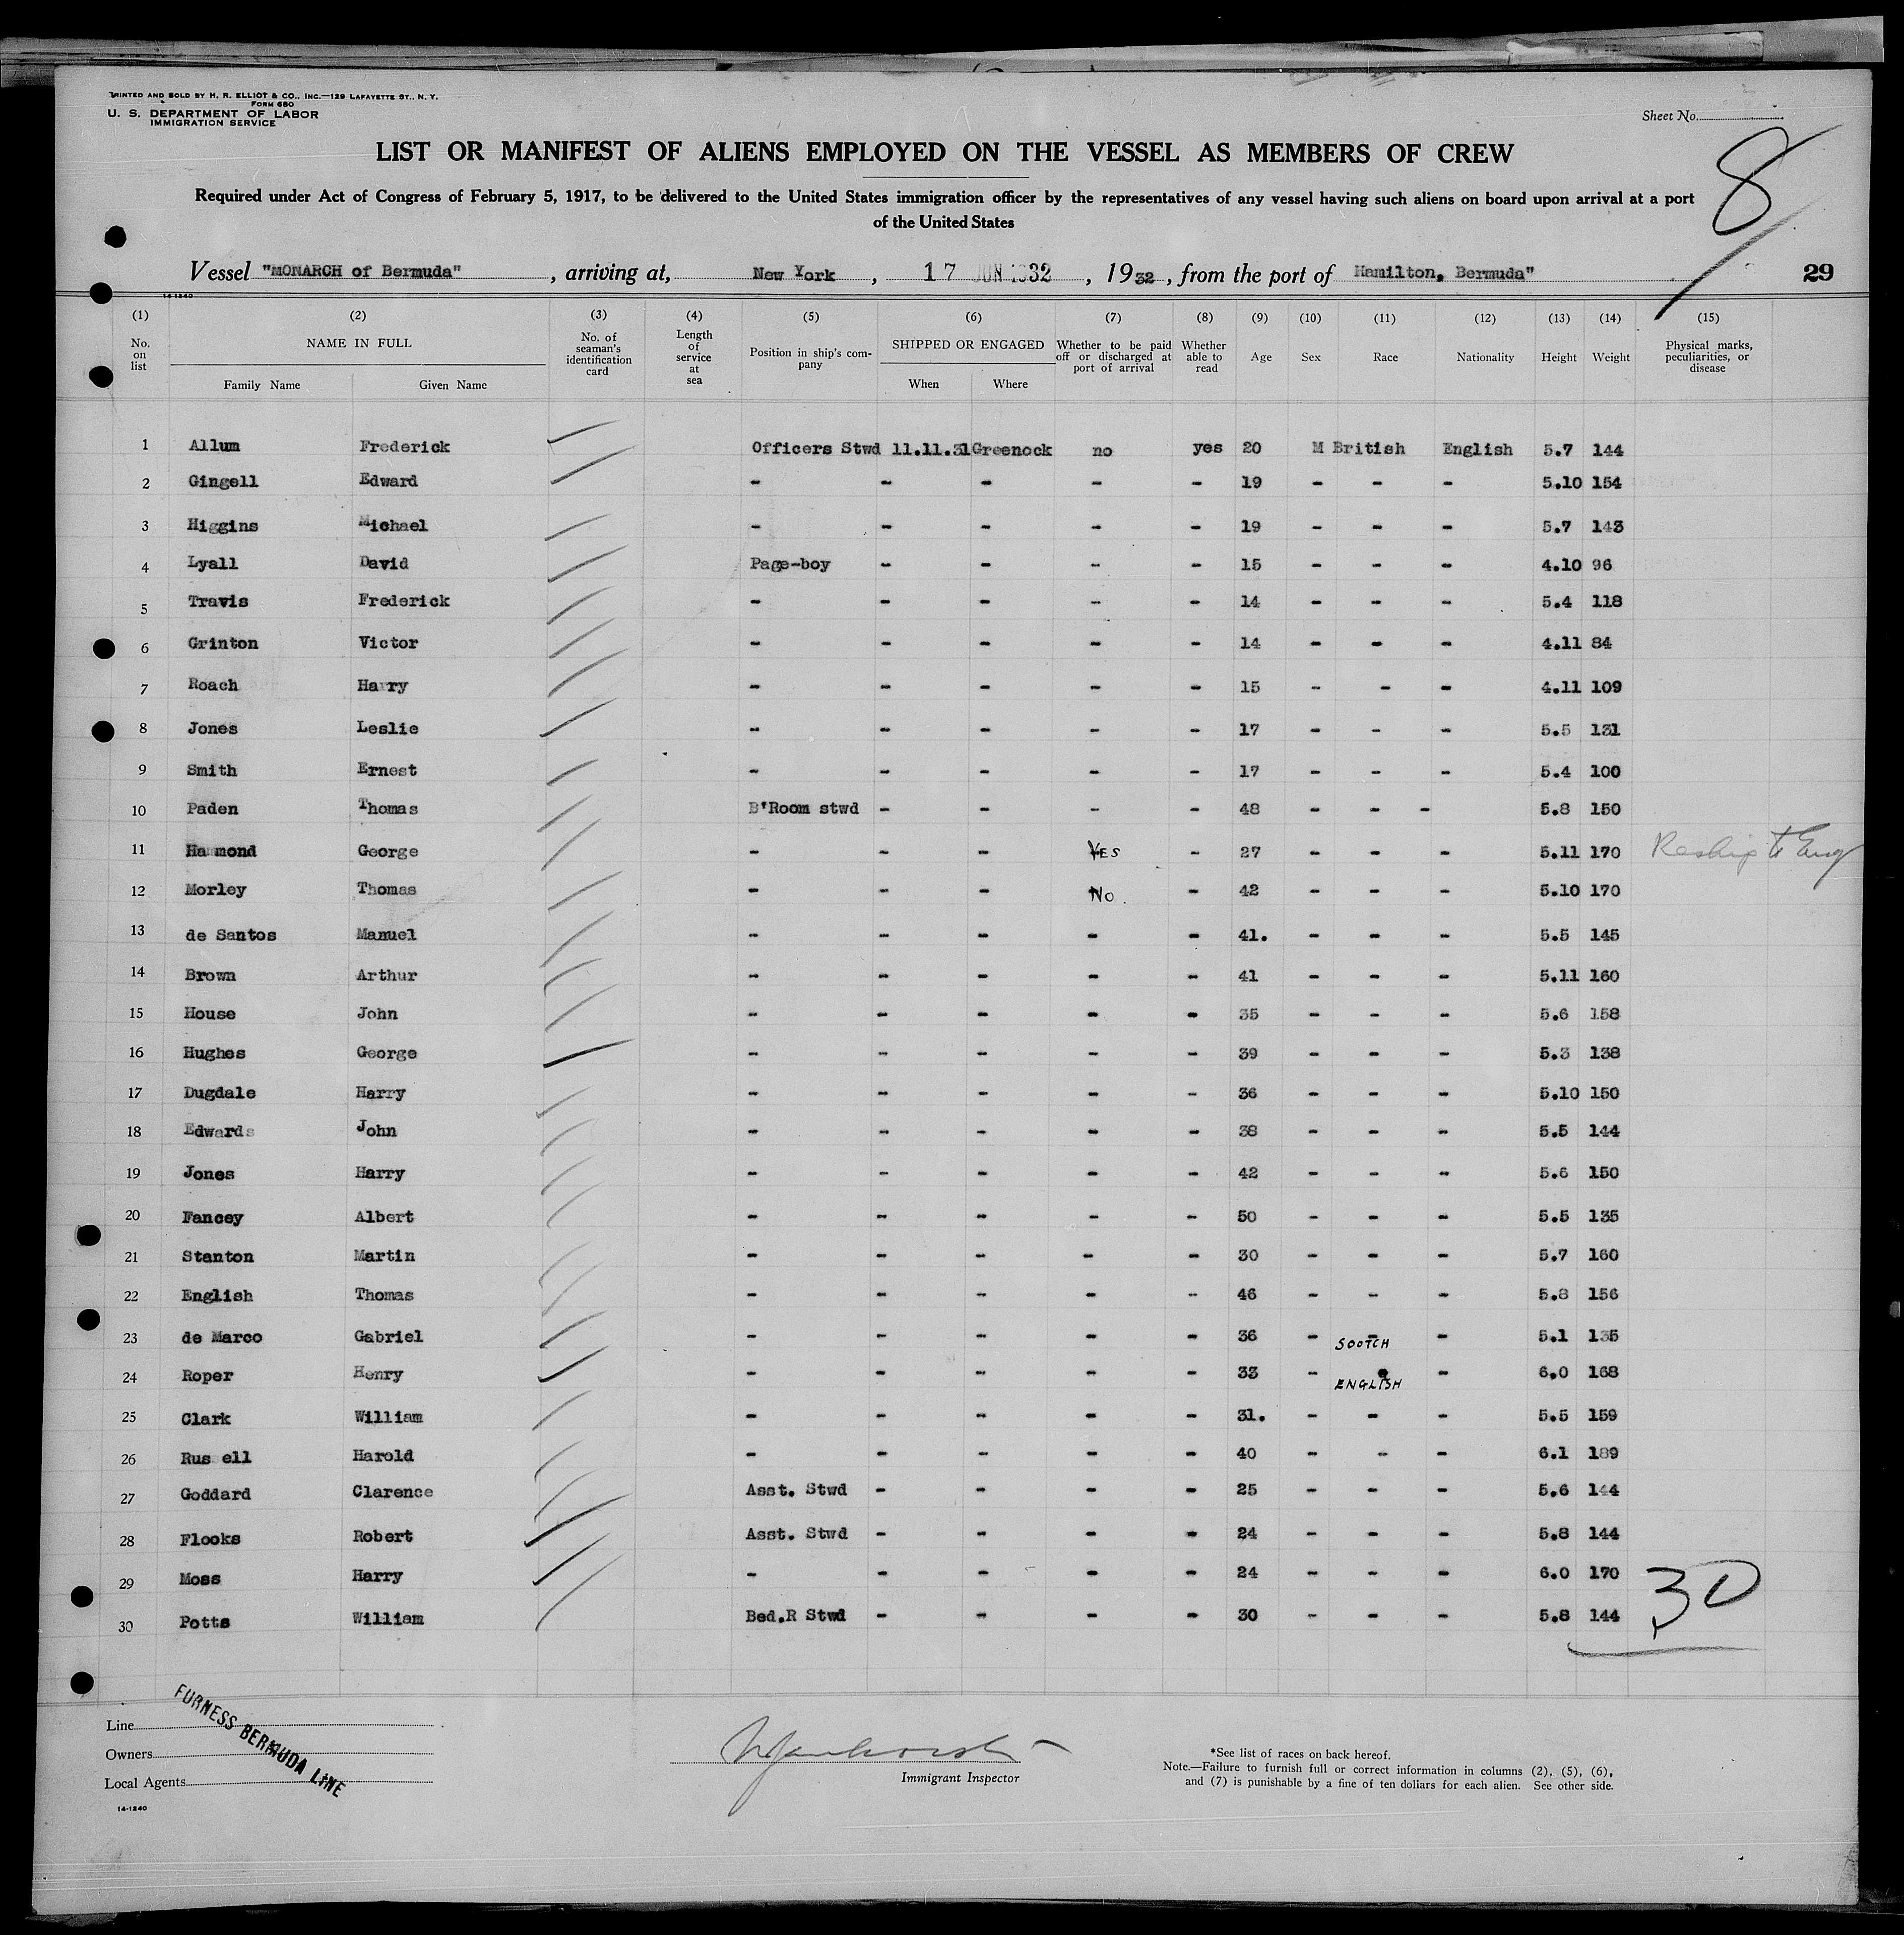 PRINTED AND SOLD BY H. R. ELLIOT & CO., INC.—129 LAFAYETTE ST., N. Y.
FORM 680
U. S. DEPARTMENT OF LABOR
IMMIGRATION SERVICE
Sheet No.
8
LIST OR MANIFEST OF ALIENS EMPLOYED ON THE VESSEL AS MEMBERS OF CREW
Required under Act of Congress of February 5, 1917, to be delivered to the United States immigration officer by the representatives of any vessel having such aliens on board upon arrival at a port
of the United States
Vessel "MONARCH of Bermuda", arriving at, New York, 17 JUN 1932, 1932, from the port of Hamilton, Bermuda" 29
14-1240
(1) (2) (3) (4) (5) (6) (7) (8) (9) (10) (11) (12) (13) (14) (15)
No. on list NAME IN FULL Family Name Given Name No. of seaman's identification card Length of service at sea Position in ship's company SHIPPED OR ENGAGED When Where Whether to be paid off or discharged at port of arrival Whether able to read Age Sex Race Nationality Height Weight Physical marks, peculiarities, or disease
1 Allum Frederick Officers Stwd 11.11.31 Greenock no yes 20 M British English 5.7 144
2 Gingell Edward - - - - - 19 - - - 5.10 154
3 Higgins Michael - - - - - 19 - - - 5.7 143
4 Lyall David Page-boy - - - - 15 - - - 4.10 96
5 Travis Frederick - - - - - 14 - - - 5.4 118
6 Grinton Victor - - - - - 14 - - - 4.11 84
7 Roach Harry - - - - - 15 - - - 4.11 109
8 Jones Leslie - - - - - 17 - - - 5.5 131
9 Smith Ernest - - - - - 17 - - - 5.4 100
10 Paden Thomas B'Room stwd - - - - 48 - - - 5.8 150
11 Hammond George - - - YES - 27 - - - 5.11 170 Reship to Eng
12 Morley Thomas - - - No. - 42 - - - 5.10 170
13 de Santos Manuel - - - - - 41. - - - 5.5 145
14 Brown Arthur - - - - - 41 - - - 5.11 160
15 House John - - - - - 35 - - - 5.6 158
16 Hughes George - - - - - 39 - - - 5.3 138
17 Dugdale Harry - - - - - 36 - - - 5.10 150
18 Edwards John - - - - - 38 - - - 5.5 144
19 Jones Harry - - - - - 42 - - - 5.6 150
20 Fancey Albert - - - - - 50 - - - 5.5 135
21 Stanton Martin - - - - - 30 - - - 5.7 160
22 English Thomas - - - - - 46 - - - 5.8 156
23 de Marco Gabriel - - - - - 36 - SCOTCH - 5.1 135
24 Roper Henry - - - - - 33 - ENGLISH - 6.0 168
25 Clark William - - - - - 31. - - - 5.5 159
26 Rus ell Harold - - - - - 40 - - - 6.1 189
27 Goddard Clarence Asst. Stwd - - - - 25 - - - 5.6 144
28 Flooks Robert Asst. Stwd - - - - 24 - - - 5.8 144
29 Moss Harry - - - - - 24 - - - 6.0 170
30 Potts William Bed.R Stwd - - - - 30 - - - 5.8 144
30
Line
Owners
Local Agents
FURNESS BERMUDA LINE
14-1240
Immigrant Inspector
*See list of races on back hereof.
Note.—Failure to furnish full or correct information in columns (2), (5), (6),
and (7) is punishable by a fine of ten dollars for each alien. See other side.